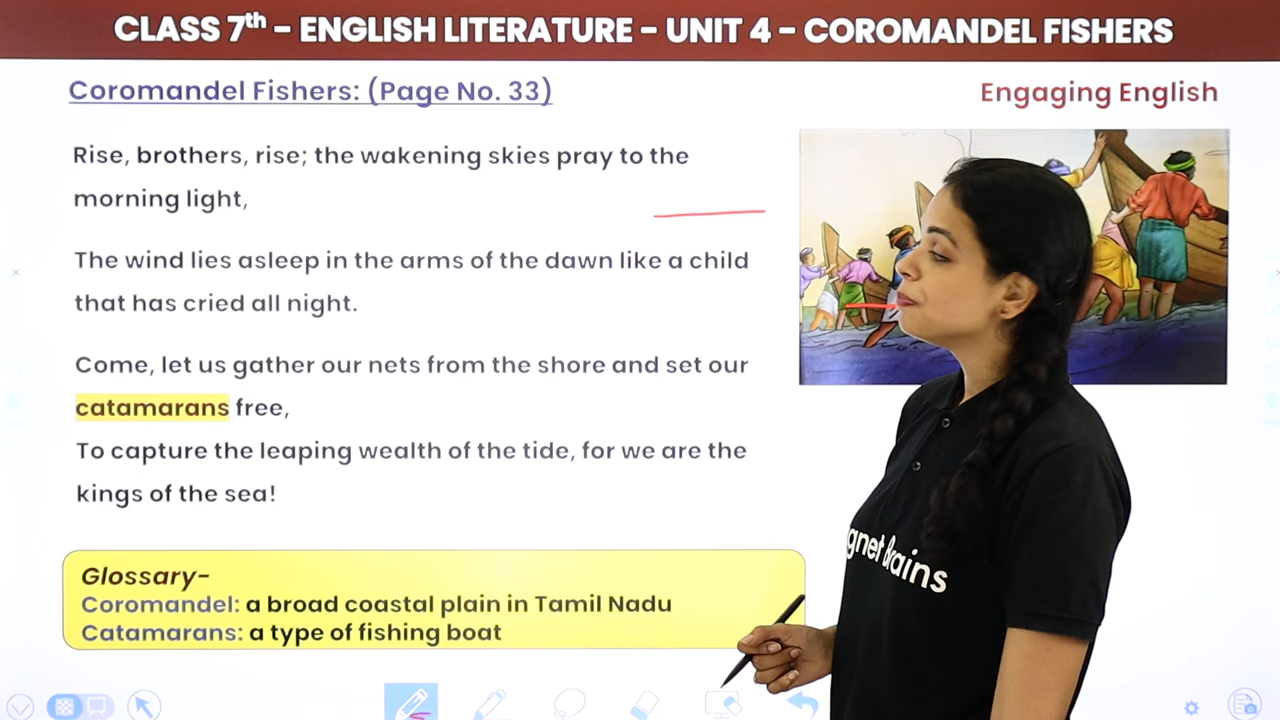 CLASS 7th - ENGLISH LITERATURE - UNIT 4 - COROMANDEL FISHERS
Coromandel Fishers: (Page No. 33)
Engaging English
Rise, brothers, rise; the wakening skies pray to the
morning light,
The wind lies asleep in the arms of the dawn like a child
that has cried all night.
Come, let us gather our nets from the shore and set our
catamarans free,
To capture the leaping wealth of the tide, for we are the
kings of the sea!
Glossary-
Coromandel: a broad coastal plain in Tamil Nadu
Catamarans: a type of fishing boat
gnet Brains